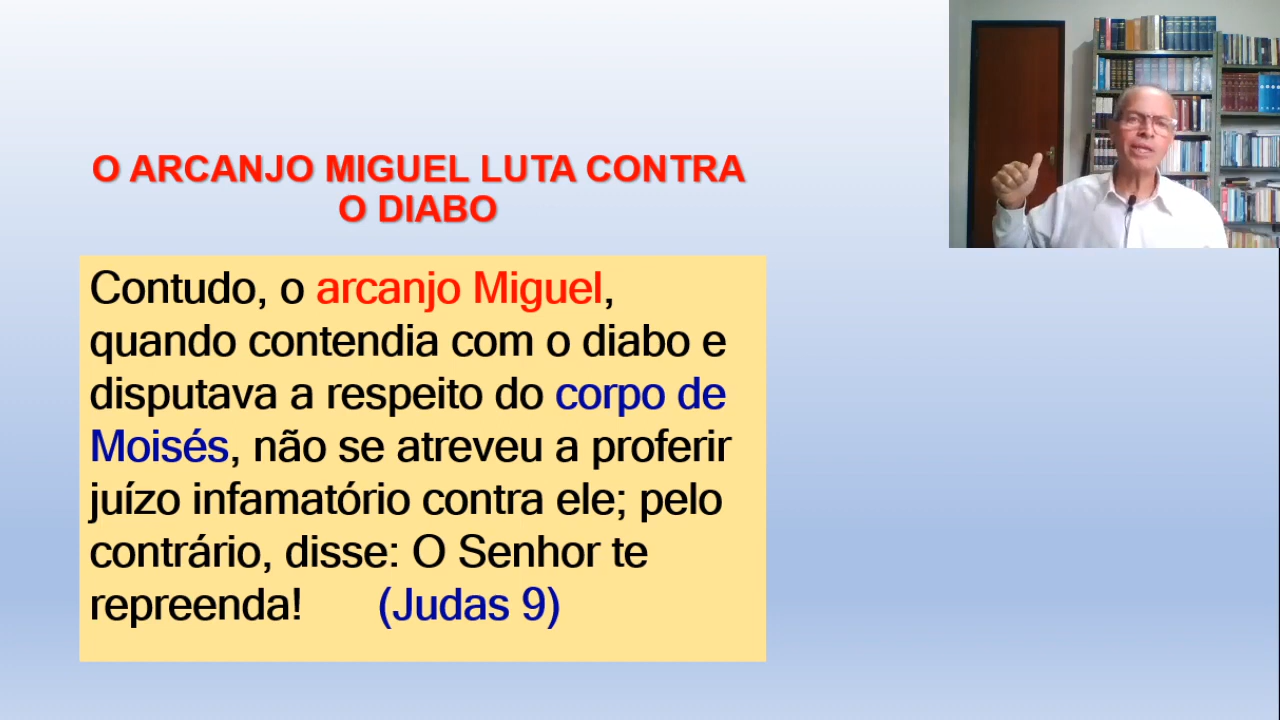 O ARCANJO MIGUEL LUTA CONTRA
O DIABO
Contudo, o arcanjo Miguel,
quando contendia com o diabo e
disputava a respeito do corpo de
Moisés, não se atreveu a proferir
juízo infamatório contra ele; pelo
contrário, disse: O Senhor te
repreenda! (Judas 9)